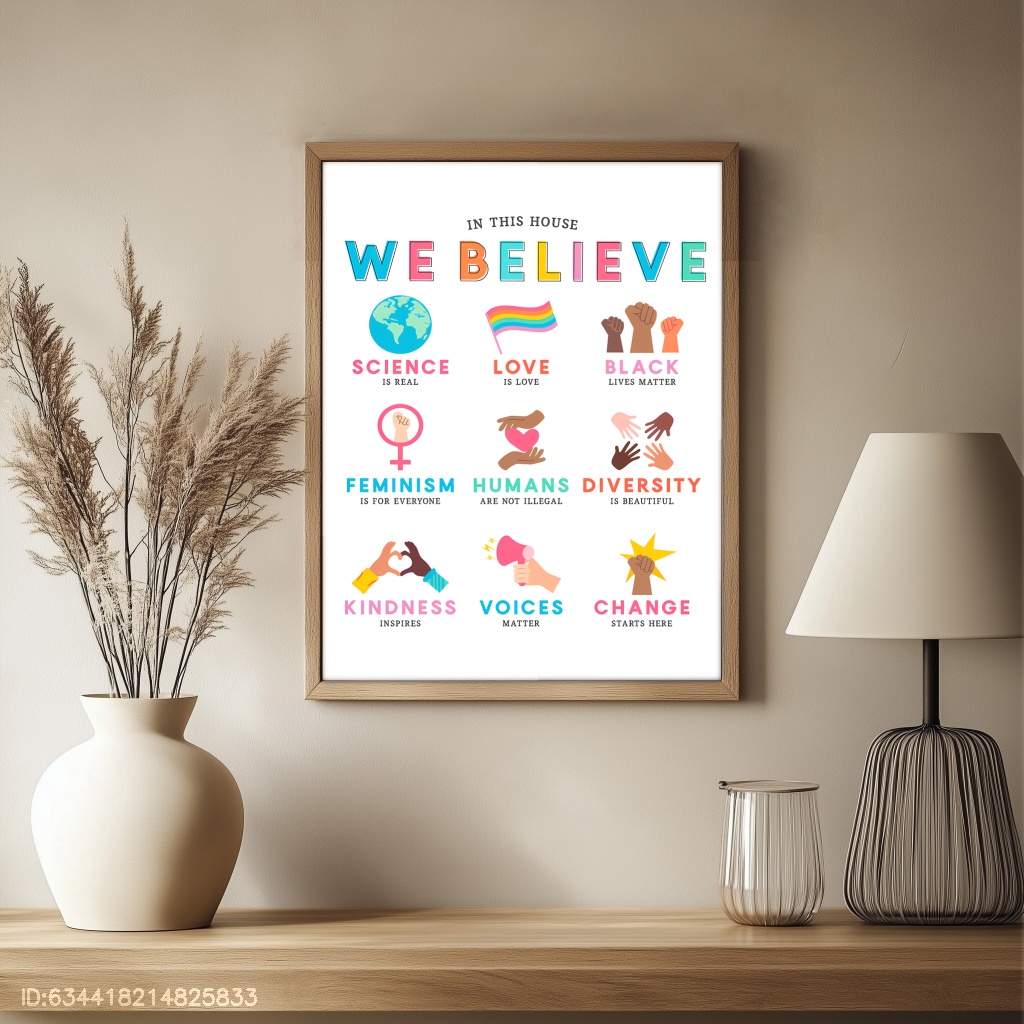 IN THIS HOUSE
WE BELIEVE
SCIENCE
IS REAL
LOVE
IS LOVE
BLACK
LIVES MATTER
FEMINISM
IS FOR EVERYONE
HUMANS
ARE NOT ILLEGAL
DIVERSITY
IS BEAUTIFUL
KINDNESS
INSPIRES
VOICES
MATTER
CHANGE
STARTS HERE
ID:634418214825833